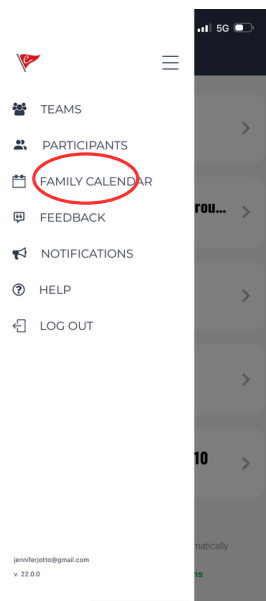 5G
TEAMS
PARTICIPANTS
FAMILY CALENDAR
rou...
FEEDBACK
NOTIFICATIONS
HELP
LOG OUT
10
matically
jenniferjotto@gmail.com
v. 22.0.0
ns